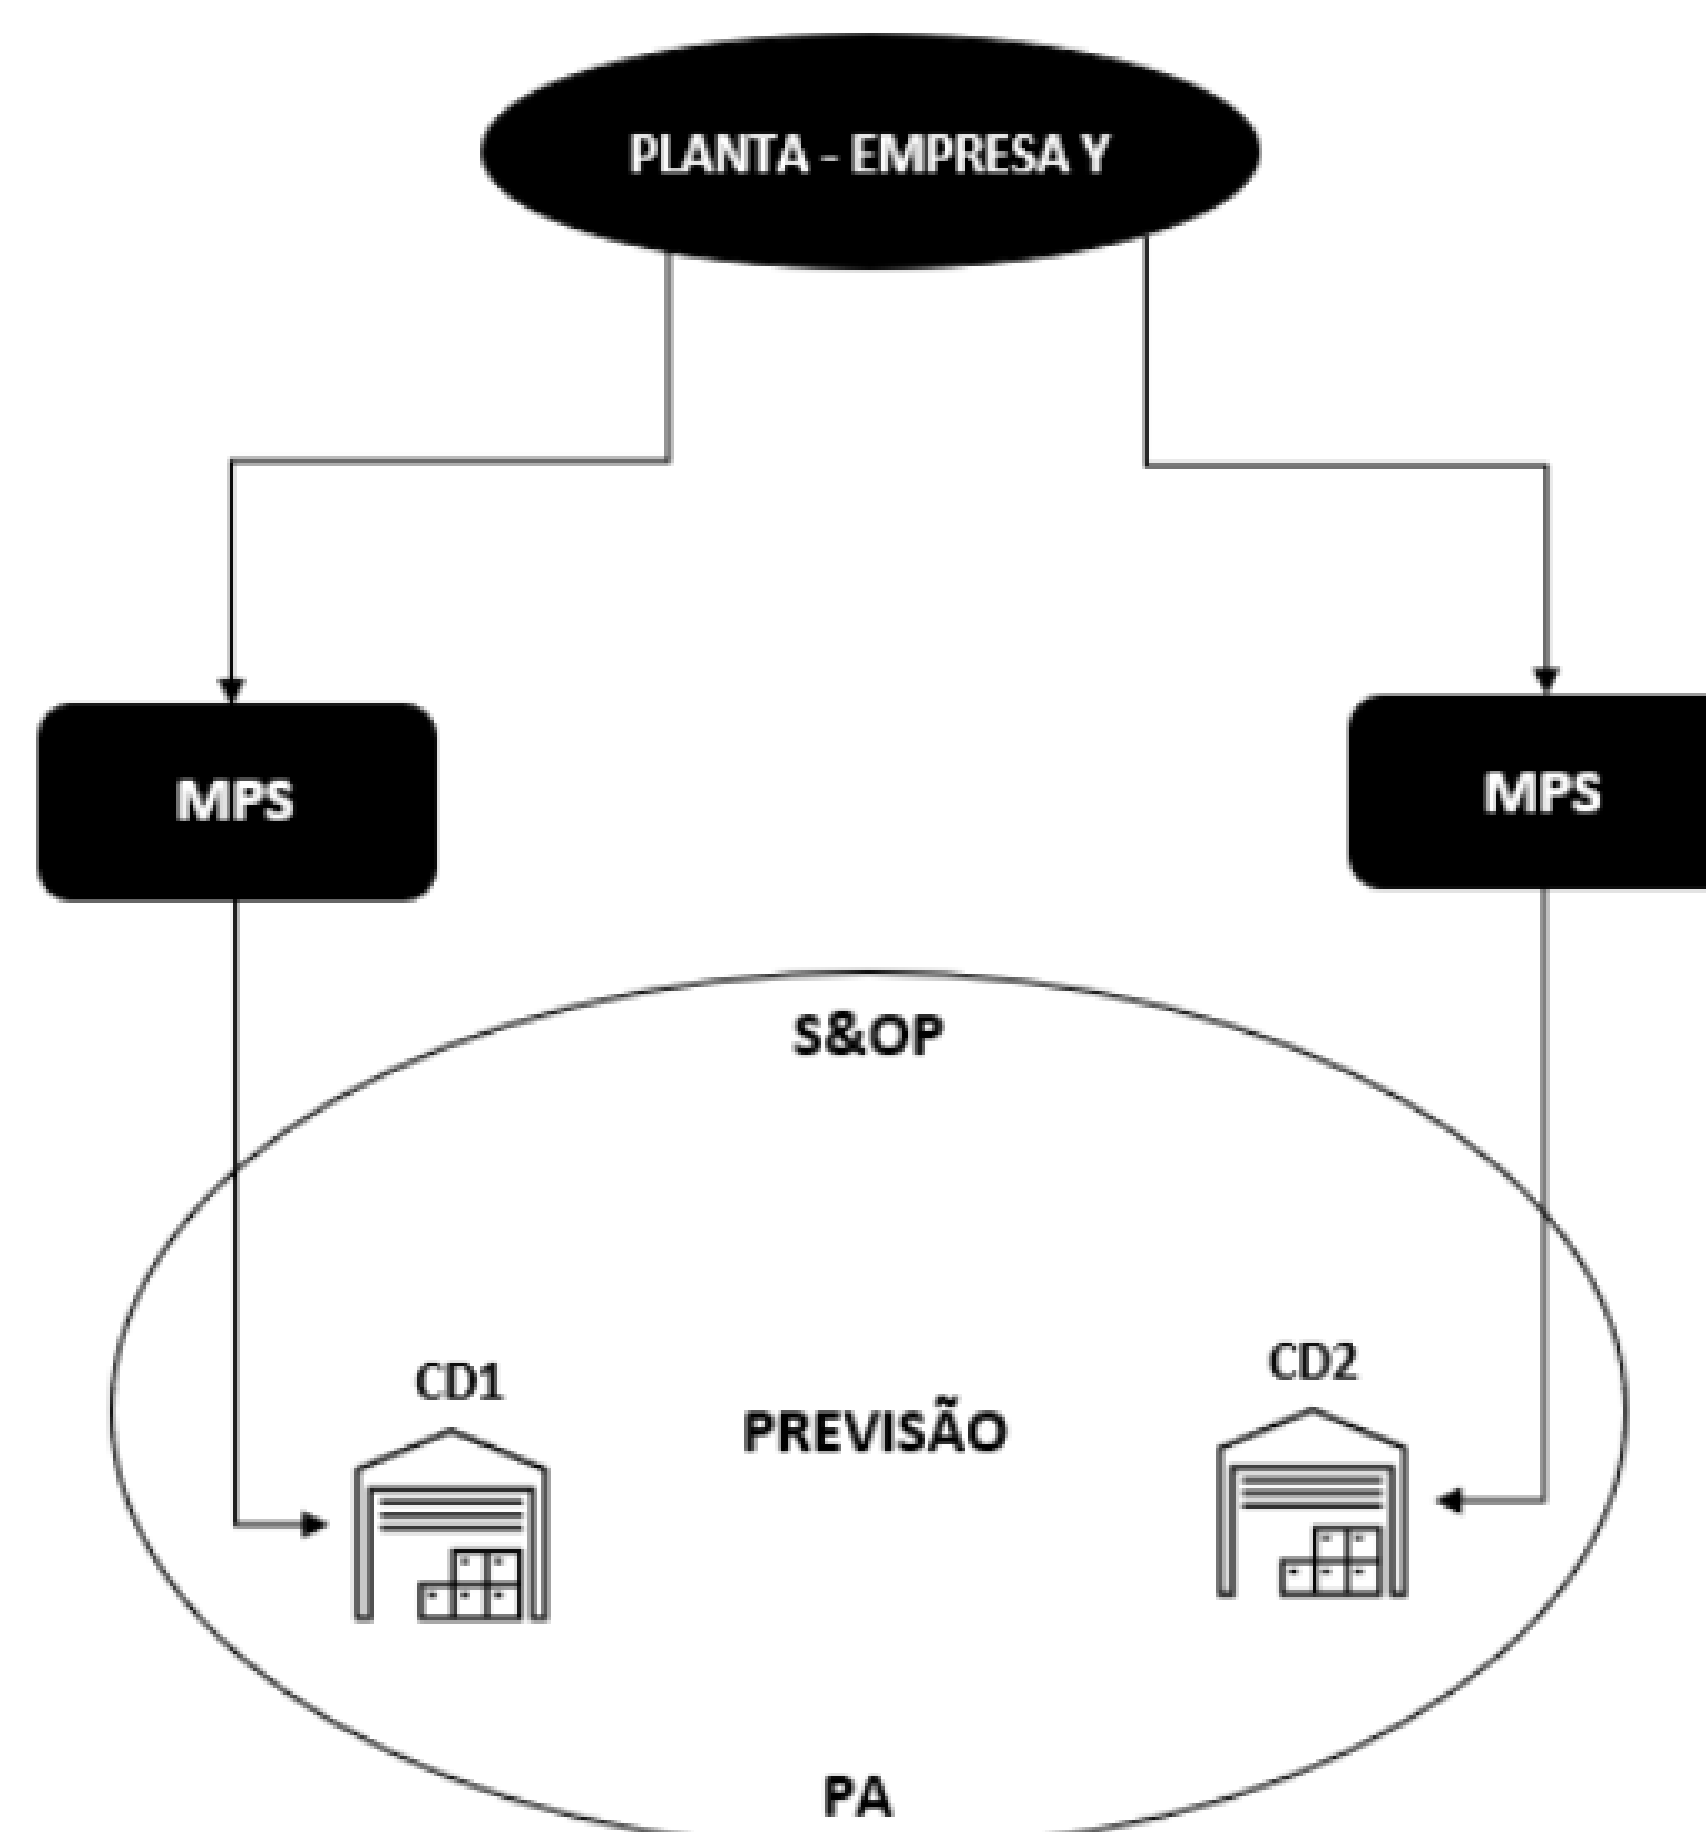 PLANTA - EMPRESA Y
MPS
MPS
S&OP
CD1
CD2
PREVISÃO
PA